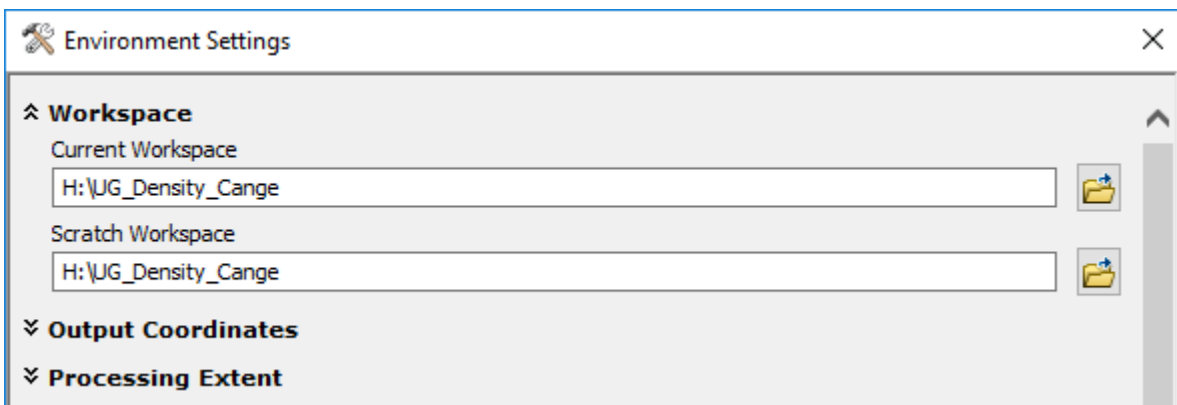 Environment Settings
Workspace
Current Workspace
H:\UG_Density_Cange
Scratch Workspace
H:\UG_Density_Cange
Output Coordinates
Processing Extent